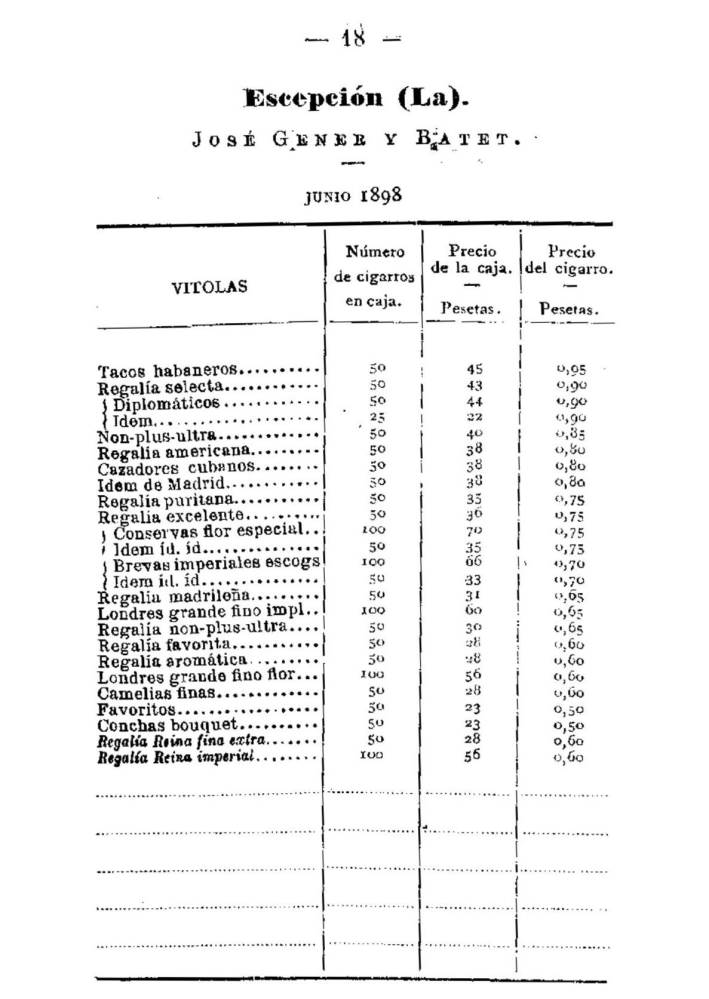 — 18 —
Escepción (La).
JOSÉ GENER Y BATET.
JUNIO 1898
VITOLAS
Número de cigarros en caja.
Precio de la caja. — Pesetas.
Precio del cigarro. — Pesetas.
Tacos habaneros.......... 50 45 0,95
Regalía selecta............ 50 43 0,90
{ Diplomáticos............ 50 44 0,90
{ Idem..................... 25 22 0,90
Non-plus-ultra............. 50 40 0,85
Regalia americana......... 50 38 0,80
Cazadores cubanos........ 50 38 0,80
Idem de Madrid............ 50 38 0,80
Regalia puritana........... 50 35 0,75
Regalia excelente.......... 50 36 0,75
{ Conservas flor especial.. 100 70 0,75
{ Idem íd. íd............... 50 35 0,75
{ Brevas imperiales escogs 100 66 0,70
{ Idem id. íd............... 50 33 0,70
Regalia madrileña......... 50 31 0,65
Londres grande fino impl.. 100 60 0,65
Regalía non-plus-ultra.... 50 30 0,65
Regalía favorita........... 50 28 0,60
Regalía aromática......... 50 28 0,60
Londres grande fino flor... 100 56 0,60
Camelias finas............. 50 28 0,60
Favoritos.................. 50 23 0,50
Conchas bouquet.......... 50 23 0,50
Regalía Reina fina extra....... 50 28 0,60
Regalía Reina imperial........ 100 56 0,60